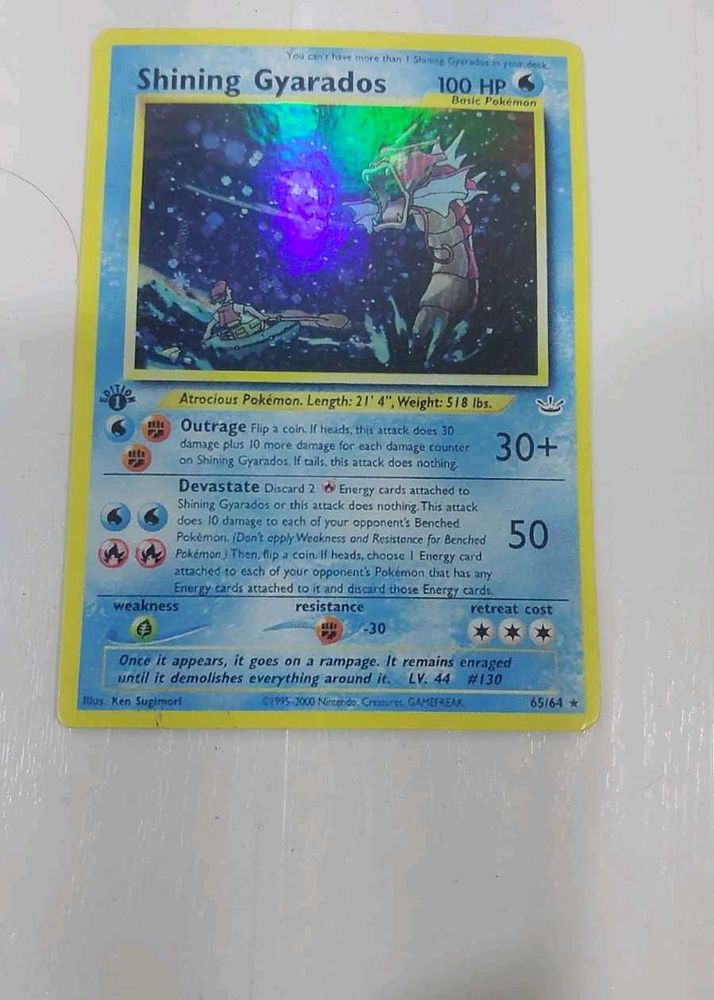 You can't have more than 1 Shining Gyarados in your deck.
Shining Gyarados 100 HP
Basic Pokémon
EDITION
1
Atrocious Pokémon. Length: 21' 4", Weight: 518 lbs.
Outrage Flip a coin. If heads, this attack does 30
damage plus 10 more damage for each damage counter
on Shining Gyarados. If tails, this attack does nothing.
30+
Devastate Discard 2 Energy cards attached to
Shining Gyarados or this attack does nothing. This attack
does 10 damage to each of your opponent's Benched
Pokémon. (Don't apply Weakness and Resistance for Benched
Pokémon.) Then, flip a coin. If heads, choose 1 Energy card
attached to each of your opponent's Pokémon that has any
Energy cards attached to it and discard those Energy cards.
50
weakness resistance retreat cost
-30
Once it appears, it goes on a rampage. It remains enraged
until it demolishes everything around it. LV. 44 #130
Illus. Ken Sugimori ©1995-2000 Nintendo, Creatures, GAMEFREAK. 65/64